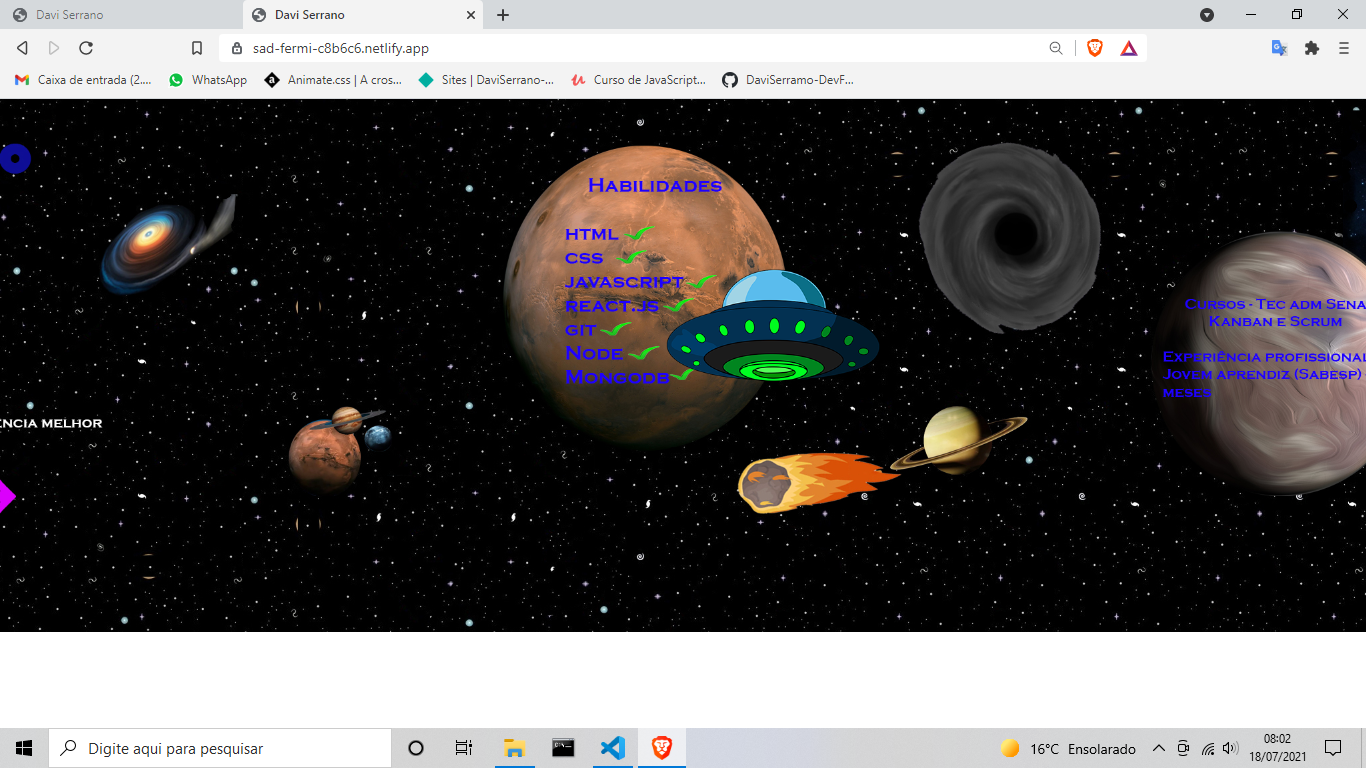 Davi Serrano
Davi Serrano
sad-fermi-c8b6c6.netlify.app
Caixa de entrada (2....
WhatsApp
Animate.css | A cros...
Sites | DaviSerrano-...
Curso de JavaScript...
DaviSerramo-DevF...
Habilidades
HTML
CSS
JAVASCRIPT
REACT.JS
GIT
Node
Mongodb
ENCIA MELHOR
Cursos - Tec adm Sena
Kanban e Scrum
Experiência profissional
Jovem aprendiz (Sabesp)
meses
Digite aqui para pesquisar
16°C Ensolarado
08:02
18/07/2021